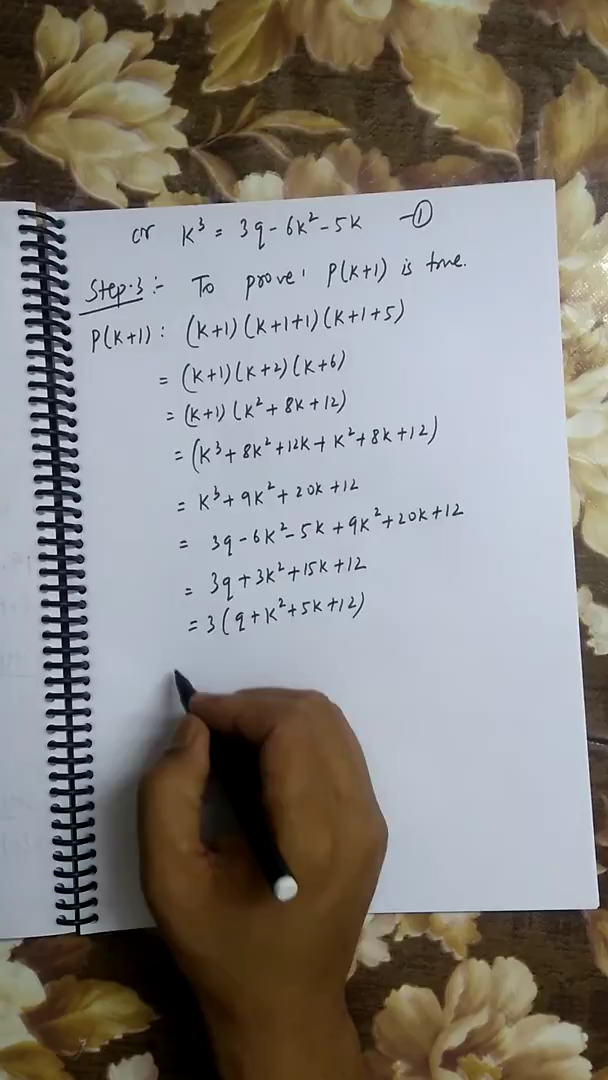 or K³ = 3q - 6K² - 5K -①
Step-3:- To prove: P(K+1) is true.
P(K+1): (K+1)(K+1+1)(K+1+5)
= (K+1)(K+2)(K+6)
= (K+1)(K²+8K+12)
= (K³+8K²+12K+K²+8K+12)
= K³+9K²+20K+12
= 3q-6K²-5K+9K²+20K+12
= 3q+3K²+15K+12
= 3(q+K²+5K+12)